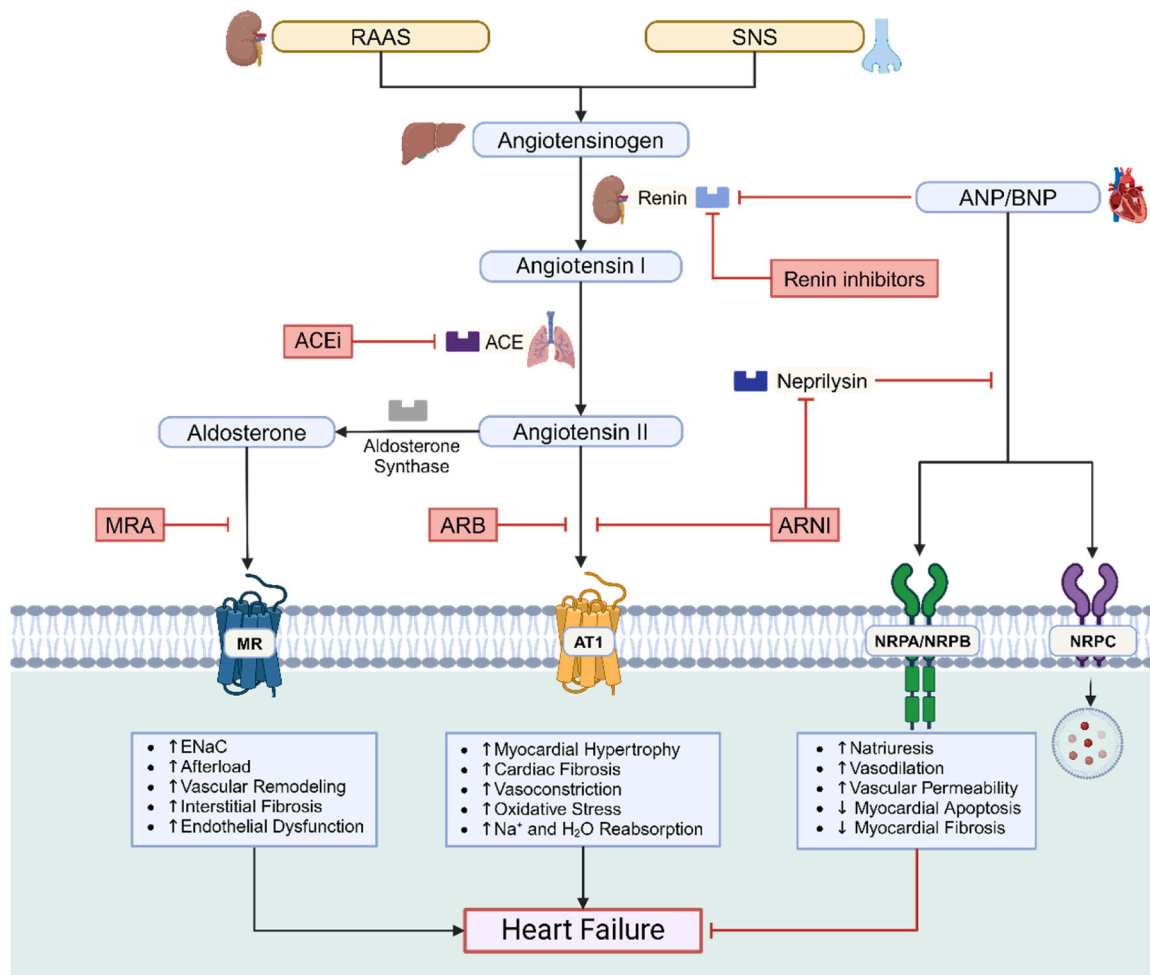 RAAS
SNS
Angiotensinogen
Renin
ANP/BNP
Angiotensin I
Renin inhibitors
ACEi
ACE
Neprilysin
Aldosterone
Angiotensin II
Aldosterone
Synthase
MRA
ARB
ARNI
MR
AT1
NRPA/NRPB
NRPC
• ↑ENaC
• ↑Afterload
• ↑Vascular Remodeling
• ↑Interstitial Fibrosis
• ↑Endothelial Dysfunction
• ↑Myocardial Hypertrophy
• ↑Cardiac Fibrosis
• ↑Vasoconstriction
• ↑Oxidative Stress
• ↑Na⁺ and H₂O Reabsorption
• ↑Natriuresis
• ↑Vasodilation
• ↑Vascular Permeability
• ↓ Myocardial Apoptosis
• ↓ Myocardial Fibrosis
Heart Failure